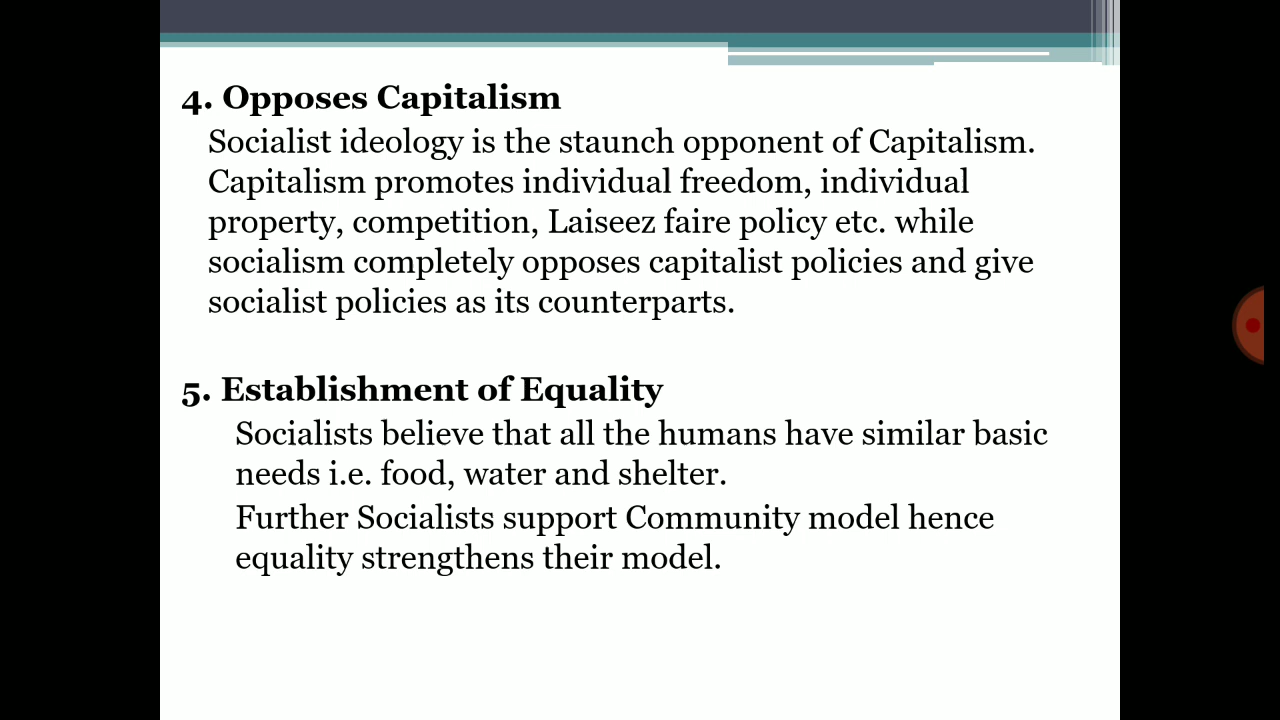 4. Opposes Capitalism
Socialist ideology is the staunch opponent of Capitalism.
Capitalism promotes individual freedom, individual
property, competition, Laiseez faire policy etc. while
socialism completely opposes capitalist policies and give
socialist policies as its counterparts.
5. Establishment of Equality
Socialists believe that all the humans have similar basic
needs i.e. food, water and shelter.
Further Socialists support Community model hence
equality strengthens their model.